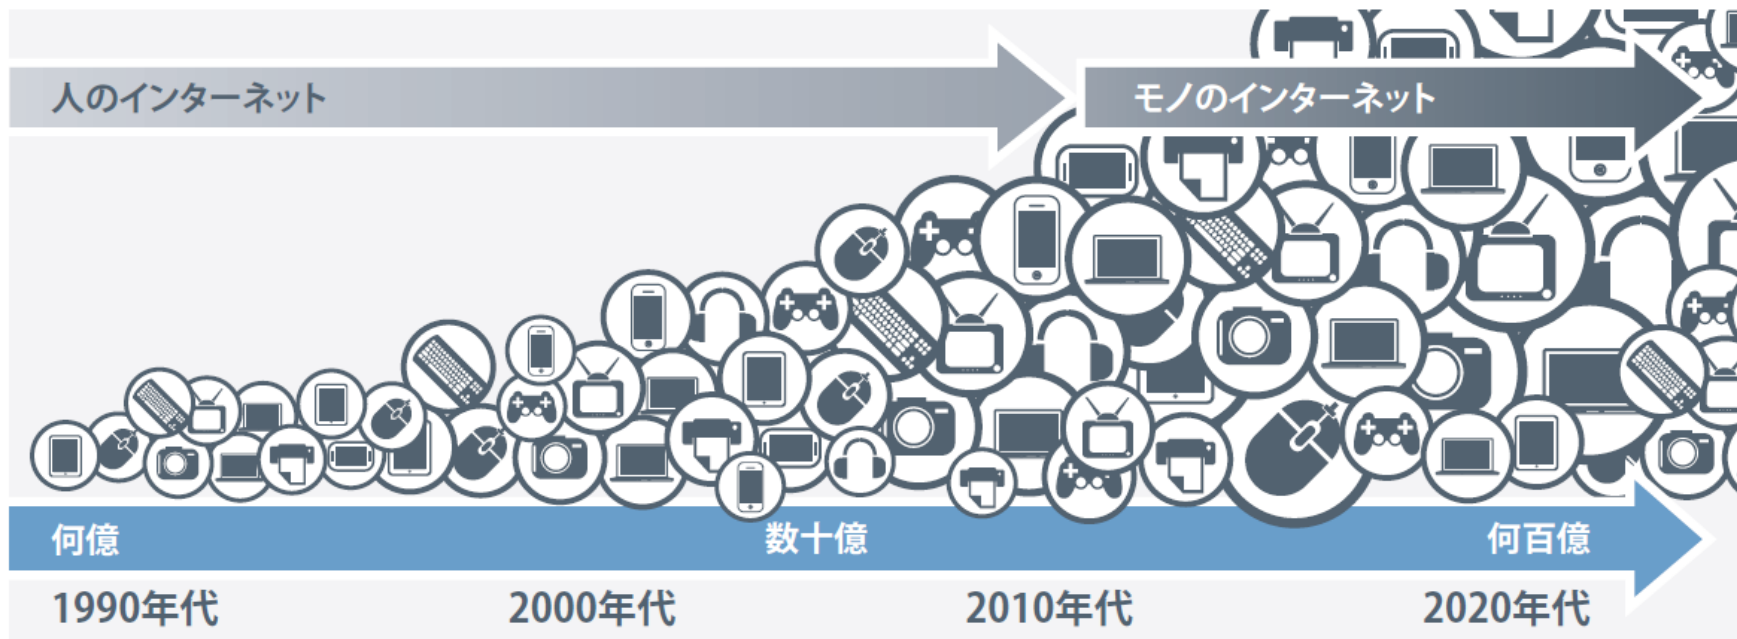 人のインターネット
モノのインターネット
何億
数十億
何百億
1990年代
2000年代
2010年代
2020年代